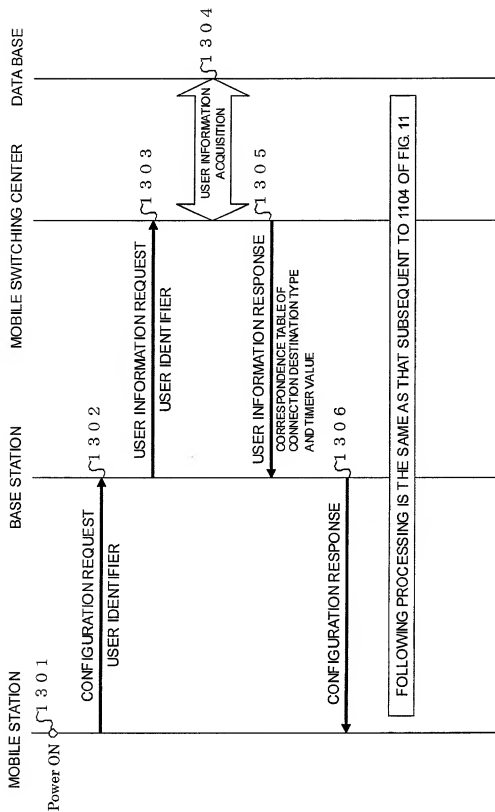 MOBILE STATION
BASE STATION
MOBILE SWITCHING CENTER
DATA BASE
1301
Power ON
1302
CONFIGURATION REQUEST
USER IDENTIFIER
1303
USER INFORMATION REQUEST
USER IDENTIFIER
1304
USER INFORMATION
ACQUISITION
1305
USER INFORMATION RESPONSE
CORRESPONDENCE TABLE OF
CONNECTION DESTINATION TYPE
AND TIMER VALUE
1306
CONFIGURATION RESPONSE
FOLLOWING PROCESSING IS THE SAME AS THAT SUBSEQUENT TO 1104 OF FIG. 11